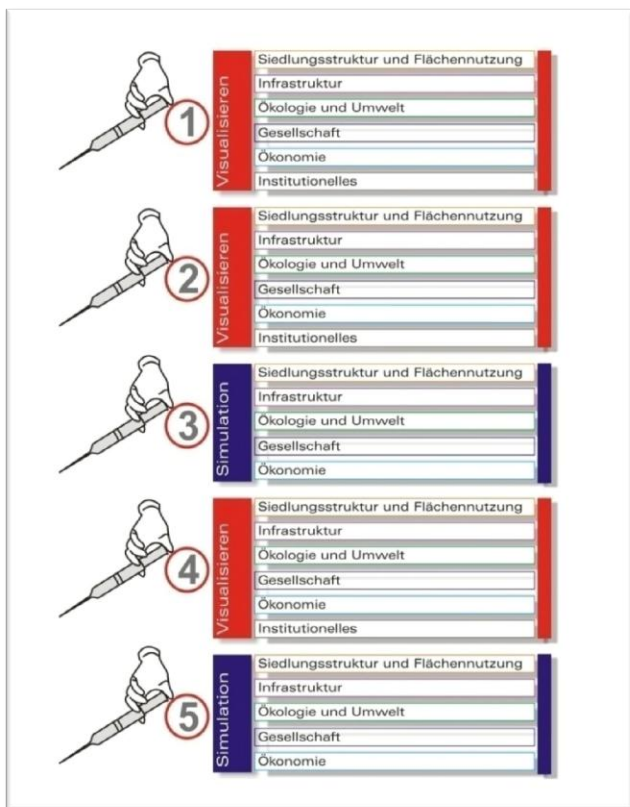 1
Visualisieren
Siedlungsstruktur und Flächennutzung
Infrastruktur
Ökologie und Umwelt
Gesellschaft
Ökonomie
Institutionelles
2
Visualisieren
Siedlungsstruktur und Flächennutzung
Infrastruktur
Ökologie und Umwelt
Gesellschaft
Ökonomie
Institutionelles
3
Simulation
Siedlungsstruktur und Flächennutzung
Infrastruktur
Ökologie und Umwelt
Gesellschaft
Ökonomie
4
Visualisieren
Siedlungsstruktur und Flächennutzung
Infrastruktur
Ökologie und Umwelt
Gesellschaft
Ökonomie
Institutionelles
5
Simulation
Siedlungsstruktur und Flächennutzung
Infrastruktur
Ökologie und Umwelt
Gesellschaft
Ökonomie